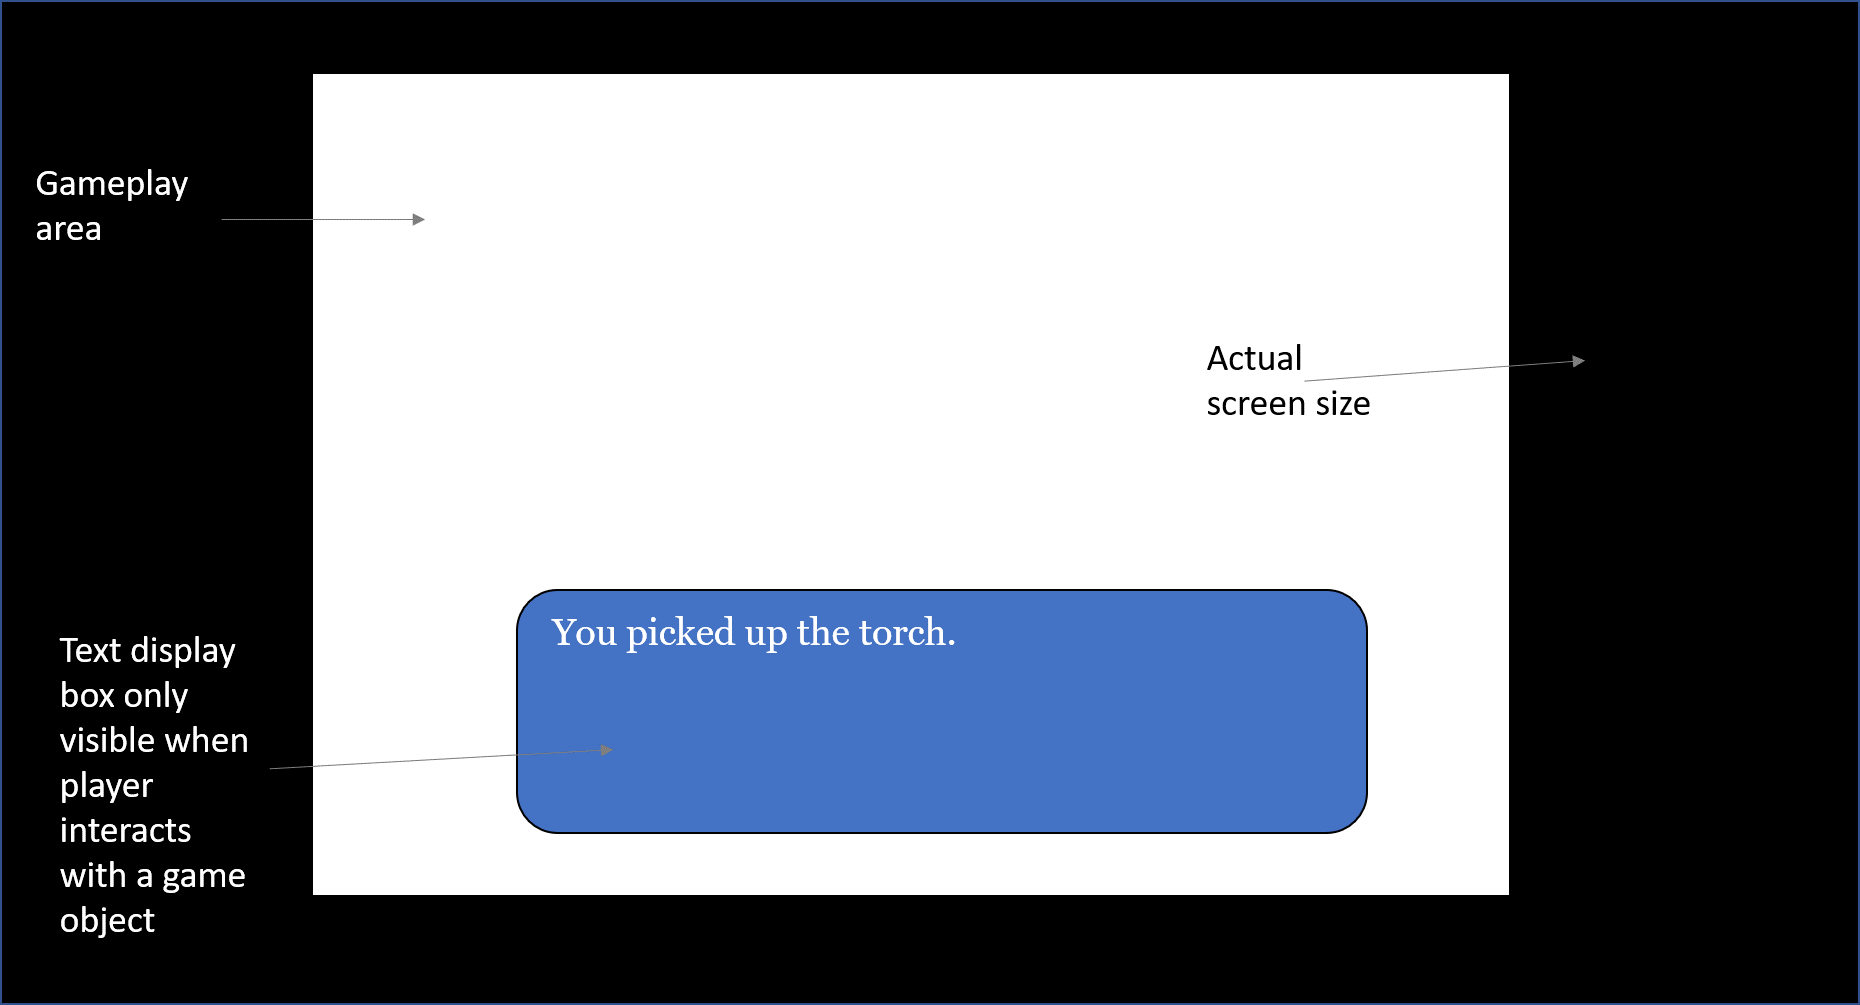 Gameplay
area
Actual
screen size
You picked up the torch.
Text display
box only
visible when
player
interacts
with a game
object